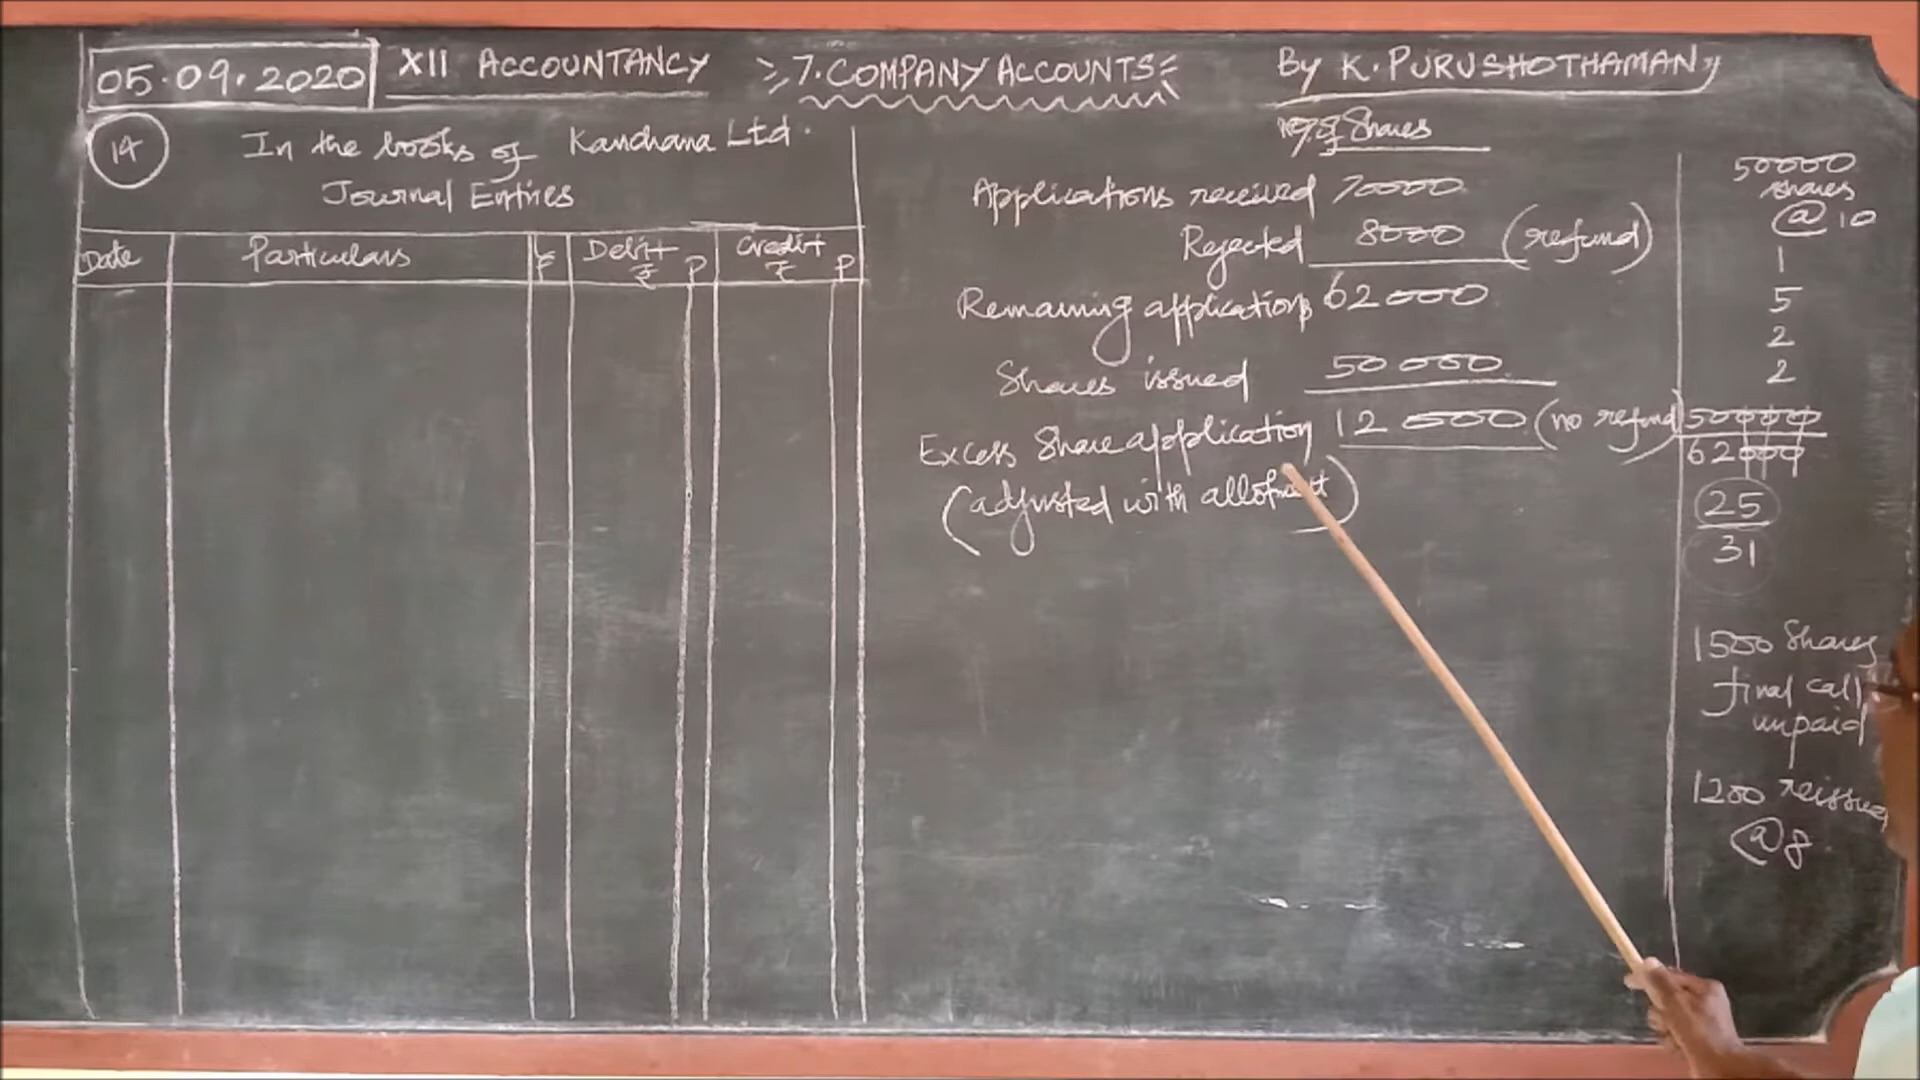 05.09.2020
XII ACCOUNTANCY
7. COMPANY ACCOUNTS
By K. PURUSHOTHAMAN
14
In the books of Kanchana Ltd.
Journal Entries
Date Particulars F Debit ₹ P Credit ₹ P
No. of Shares
Applications received 70000
Rejected 8000 (refund)
Remaining applications 62000
Shares issued 50000
Excess Share application 12000 (no refund)
(adjusted with allotment)
50000
shares
@ 10
1
5
2
2
50000
62000
25
31
1500 Shares
final call
unpaid
1200 reissued
@ 8